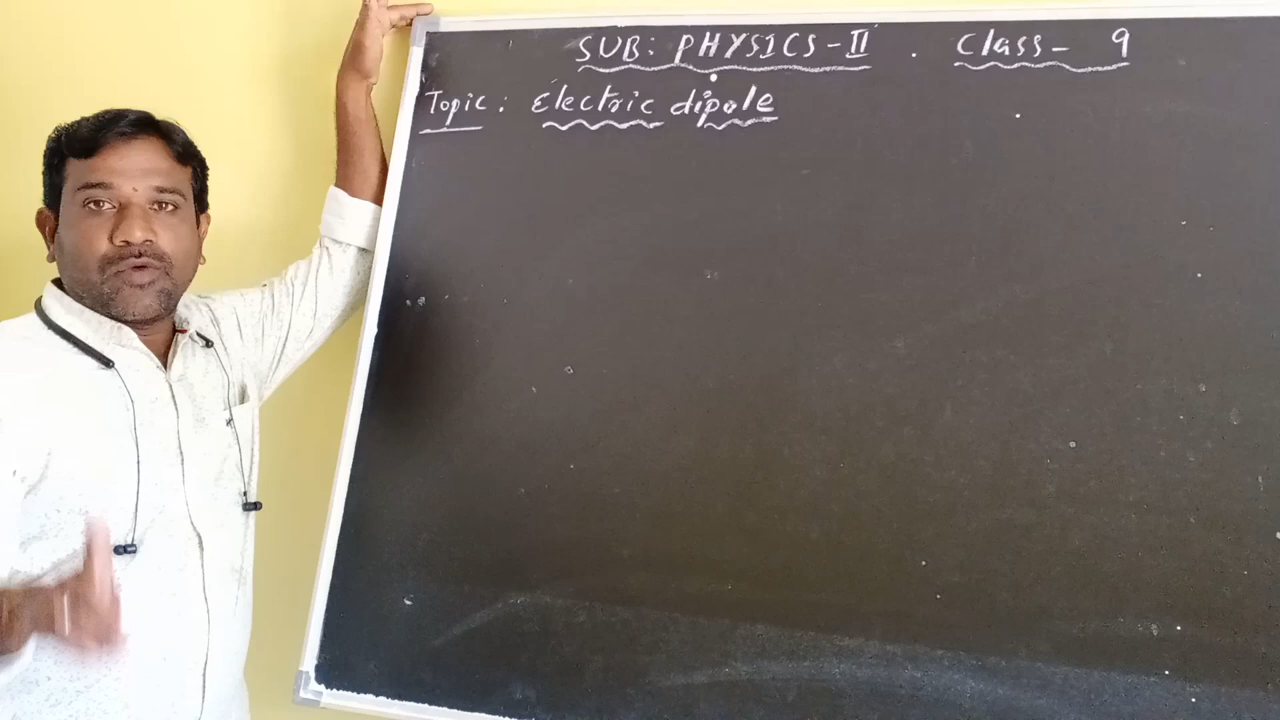 SUB: PHYSICS-II . Class- 9
Topic: Electric dipole